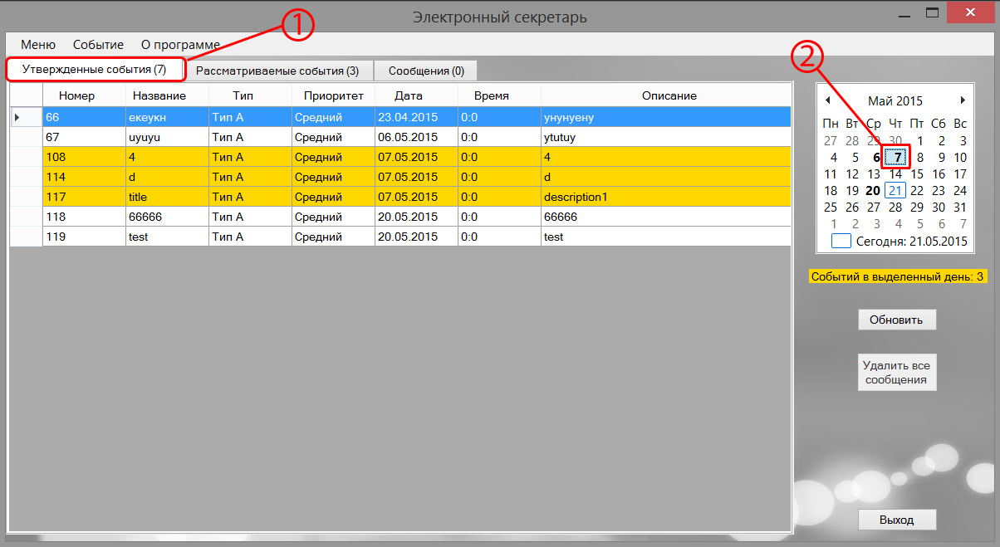 Электронный секретарь
1
Меню Событие О программе
2
Утвержденные события (7) Рассматриваемые события (3) Сообщения (0)
Номер Название Тип Приоритет Дата Время Описание
66 екеукн Тип А Средний 23.04.2015 0:0 унунуену
67 uyuyu Тип А Средний 06.05.2015 0:0 ytutuy
108 4 Тип А Средний 07.05.2015 0:0 4
114 d Тип А Средний 07.05.2015 0:0 d
117 title Тип А Средний 07.05.2015 0:0 description1
118 66666 Тип А Средний 20.05.2015 0:0 66666
119 test Тип А Средний 20.05.2015 0:0 test
Май 2015
Пн Вт Ср Чт Пт Сб Вс
27 28 29 30 1 2 3
4 5 6 7 8 9 10
11 12 13 14 15 16 17
18 19 20 21 22 23 24
25 26 27 28 29 30 31
1 2 3 4 5 6 7
Сегодня: 21.05.2015
Событий в выделенный день: 3
Обновить
Удалить все
сообщения
Выход